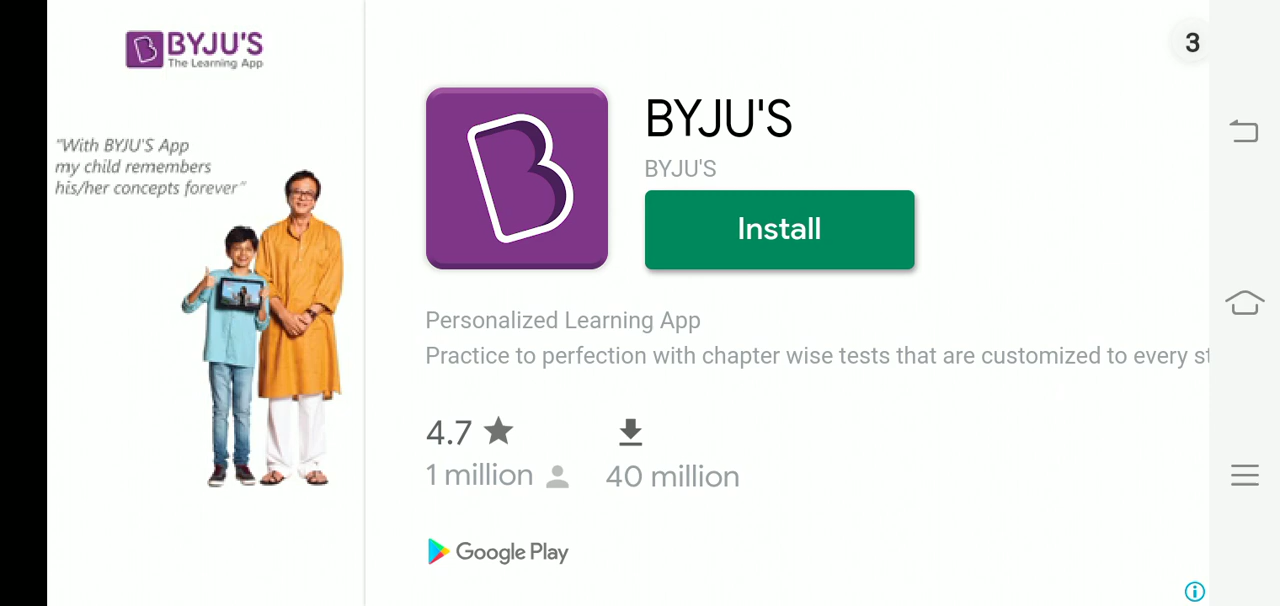 BYJU'S
The Learning App
"With BYJU'S App
my child remembers
his/her concepts forever"
3
BYJU'S
BYJU'S
Install
Personalized Learning App
Practice to perfection with chapter wise tests that are customized to every st
4.7
1 million
40 million
Google Play